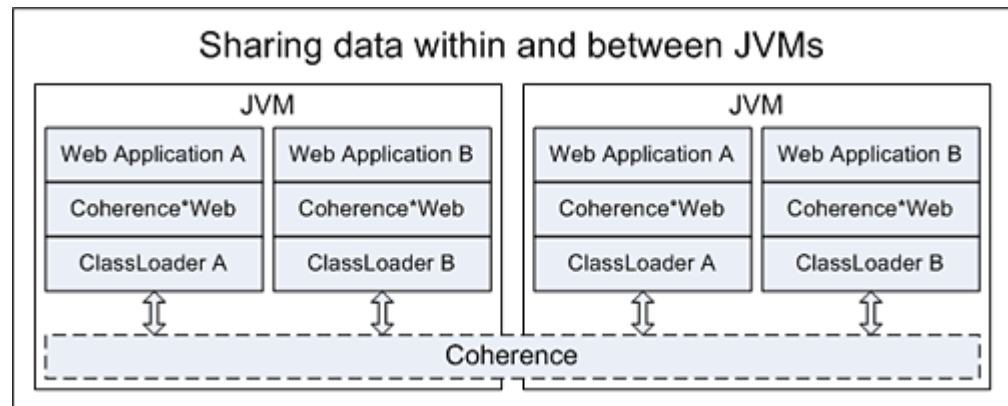 Sharing data within and between JVMs
JVM
Web Application A
Coherence*Web
ClassLoader A
Web Application B
Coherence*Web
ClassLoader B
JVM
Web Application A
Coherence*Web
ClassLoader A
Web Application B
Coherence*Web
ClassLoader B
Coherence